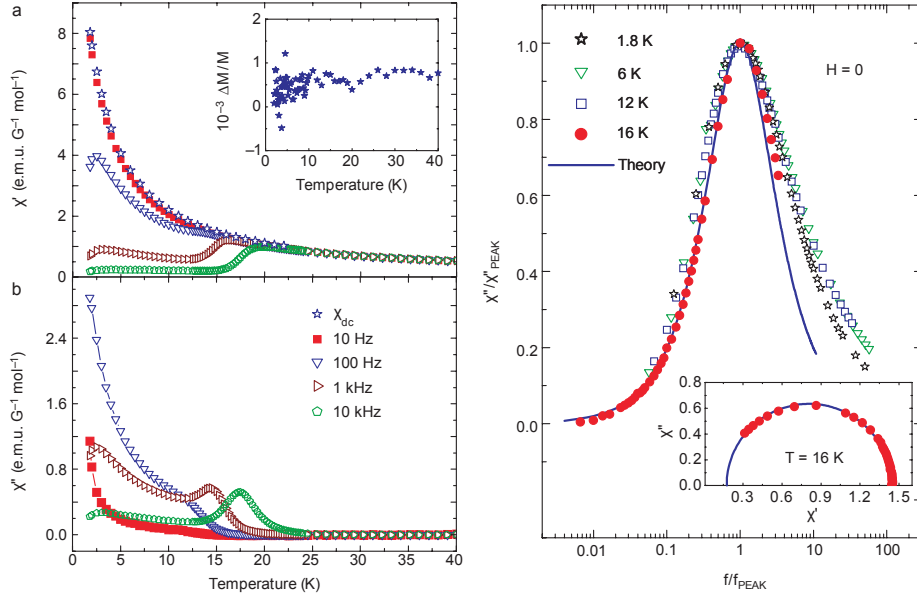 a
χ' (e.m.u. G⁻¹ mol⁻¹)
8
6
4
2
0
10⁻³ ΔM/M
2
1
0
−1
0 10 20 30 40
Temperature (K)
b
χ" (e.m.u. G⁻¹ mol⁻¹)
2.4
1.6
0.8
0.0
χdc
10 Hz
100 Hz
1 kHz
10 kHz
0 5 10 15 20 25 30 35 40
Temperature (K)
χ"/χ"PEAK
1.0
0.8
0.6
0.4
0.2
0.0
1.8 K
6 K
12 K
16 K
Theory
H = 0
χ"
0.8
0.6
0.4
0.2
0.0
T = 16 K
0.3 0.6 0.9 1.2 1.5
χ'
0.01 0.1 1 10 100
f/fPEAK